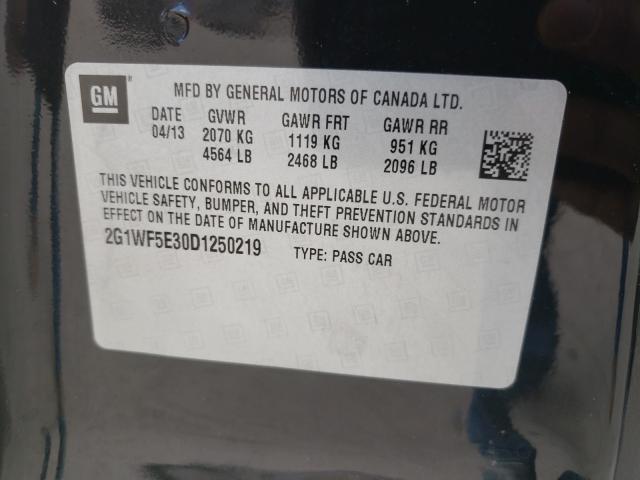 GM
MFD BY GENERAL MOTORS OF CANADA LTD.
DATE GVWR GAWR FRT GAWR RR
04/13 2070 KG 1119 KG 951 KG
4564 LB 2468 LB 2096 LB
THIS VEHICLE CONFORMS TO ALL APPLICABLE U.S. FEDERAL MOTOR
VEHICLE SAFETY, BUMPER, AND THEFT PREVENTION STANDARDS IN
EFFECT ON THE DATE OF MANUFACTURE SHOWN ABOVE.
2G1WF5E30D1250219 TYPE: PASS CAR